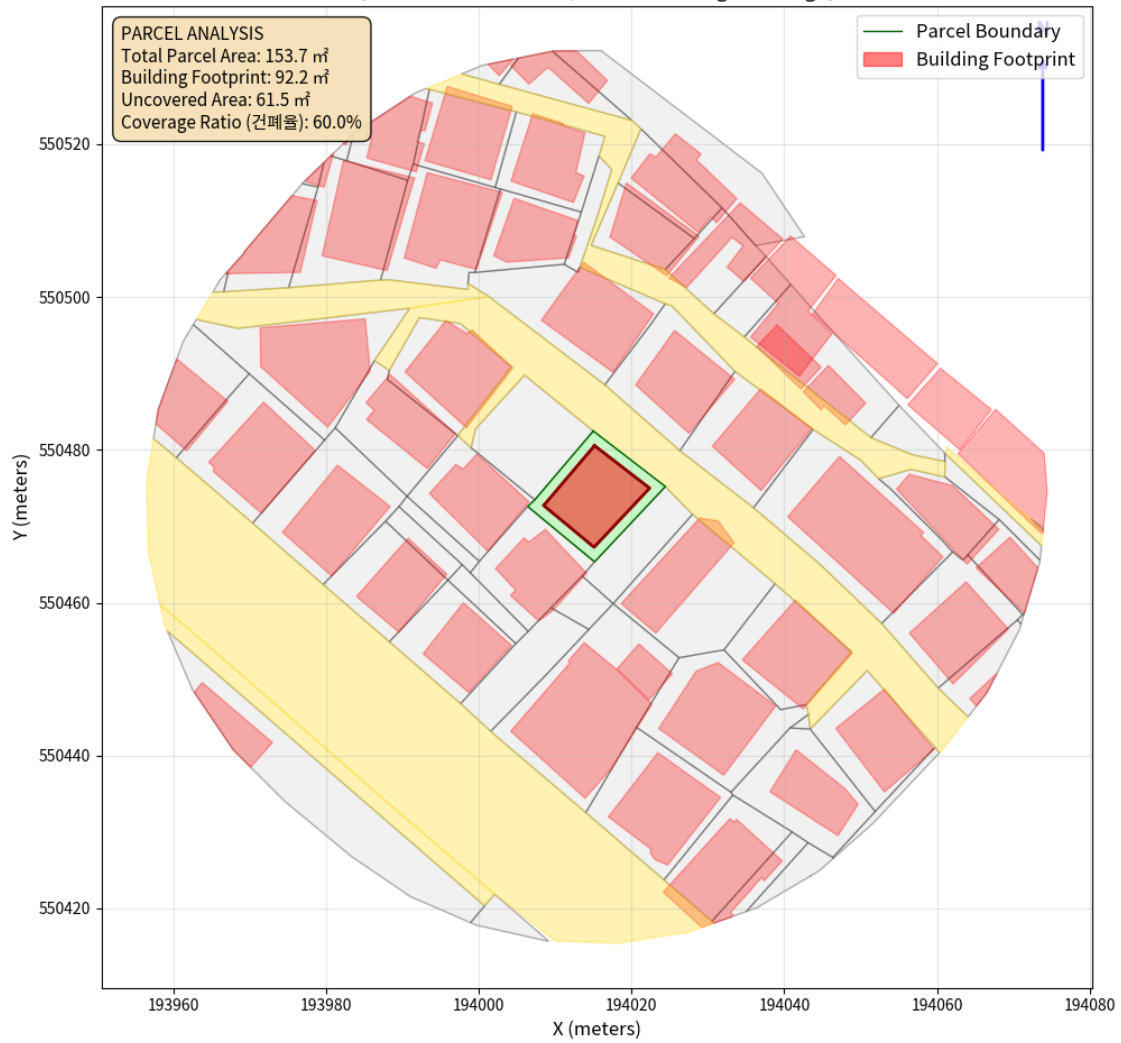 PARCEL ANALYSIS
Total Parcel Area: 153.7 ㎡
Building Footprint: 92.2 ㎡
Uncovered Area: 61.5 ㎡
Coverage Ratio (건폐율): 60.0%
Parcel Boundary
Building Footprint
N
550520
550500
550480
550460
550440
550420
Y (meters)
193960
193980
194000
194020
194040
194060
194080
X (meters)